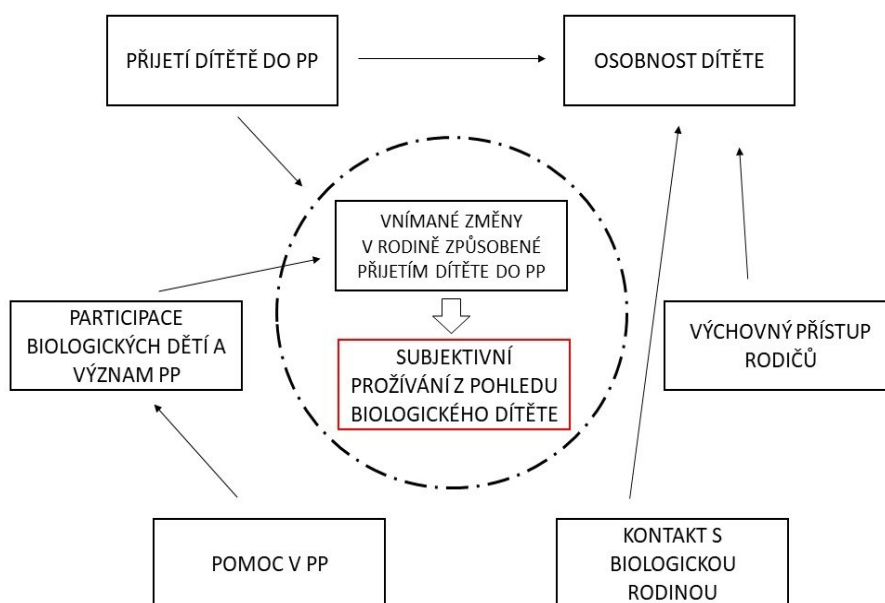 PŘIJETÍ DÍTĚTĚ DO PP
OSOBNOST DÍTĚTE
VNÍMANÉ ZMĚNY
V RODINĚ ZPŮSOBENÉ
PŘIJETÍM DÍTĚTE DO PP
PARTICIPACE
BIOLOGICKÝCH DĚTÍ A
VÝZNAM PP
SUBJEKTIVNÍ
PROŽÍVÁNÍ Z POHLEDU
BIOLOGICKÉHO DÍTĚTE
VÝCHOVNÝ PŘÍSTUP
RODIČŮ
POMOC V PP
KONTAKT S
BIOLOGICKOU
RODINOU